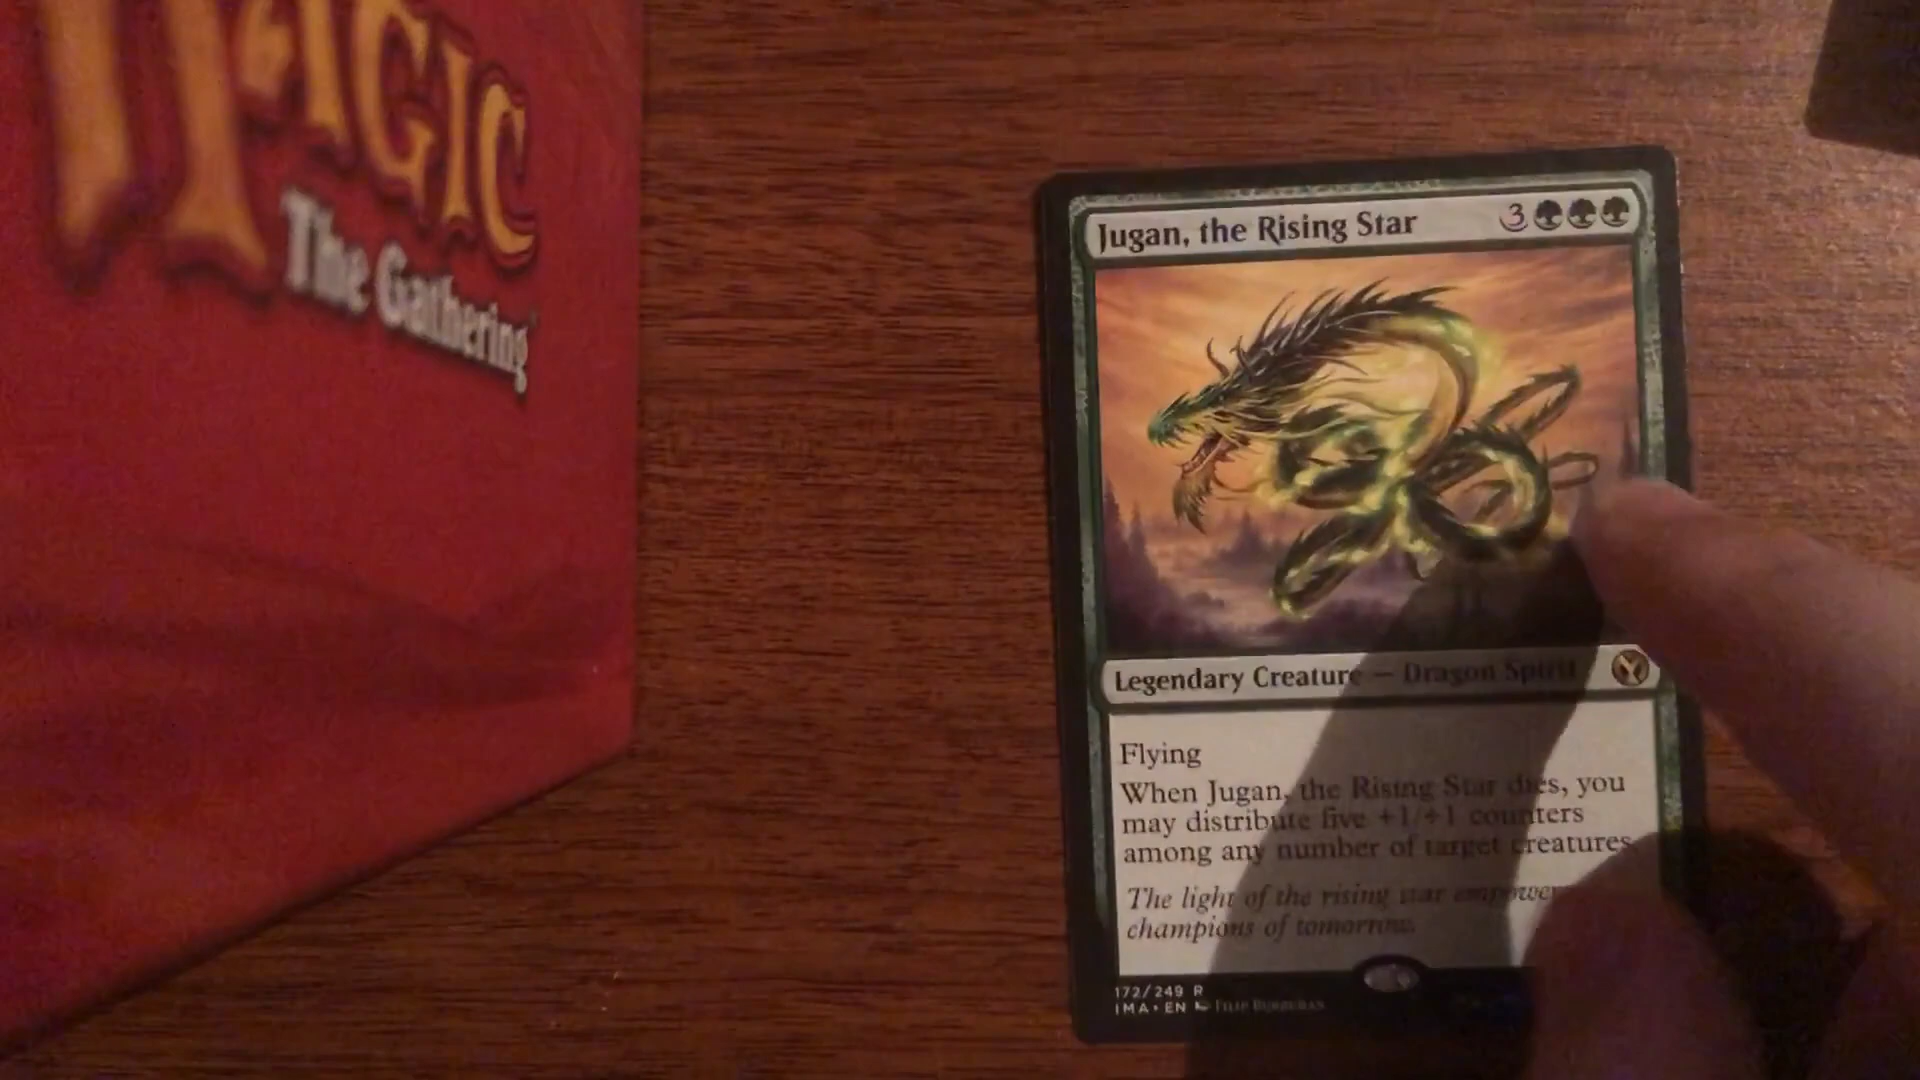 MAGIC
The Gathering
Jugan, the Rising Star 3
Legendary Creature — Dragon Spirit
Flying
When Jugan, the Rising Star dies, you
may distribute five +1/+1 counters
among any number of target creatures
The light of the rising star
champions of tomorrow.
172/249 R
IMA • EN